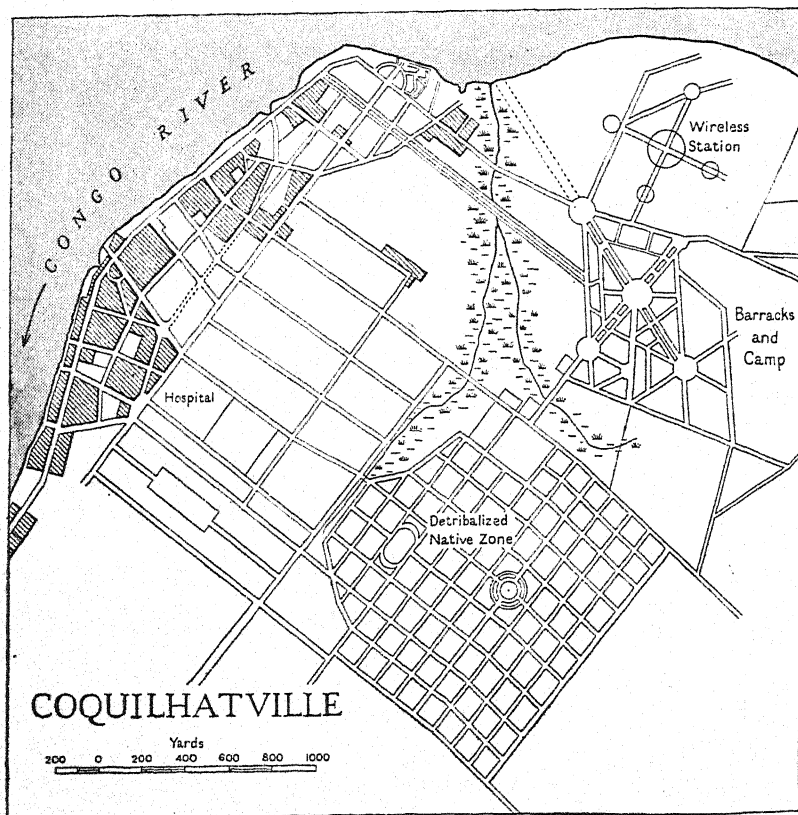 CONGO RIVER
Wireless
Station
Barracks
and
Camp
Hospital
Detribalized
Native Zone
COQUILHATVILLE
Yards
200 0 200 400 600 800 1000